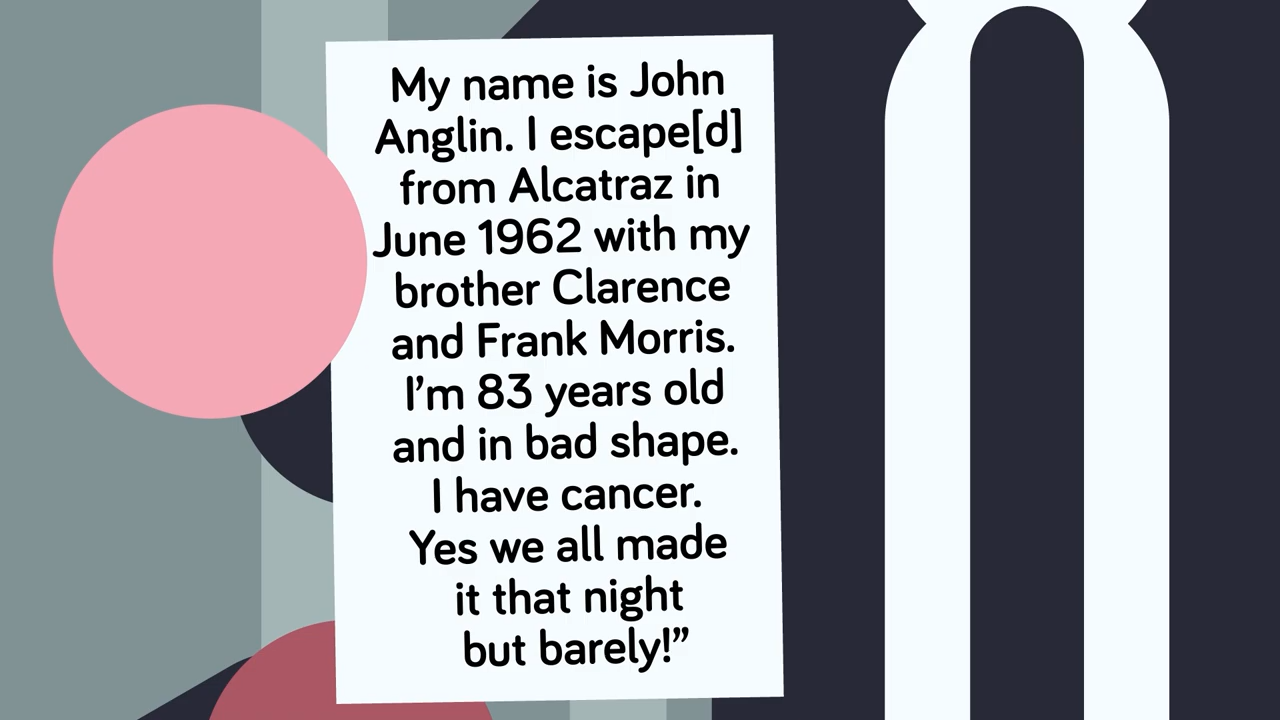 My name is John
Anglin. I escape[d]
from Alcatraz in
June 1962 with my
brother Clarence
and Frank Morris.
I’m 83 years old
and in bad shape.
I have cancer.
Yes we all made
it that night
but barely!”